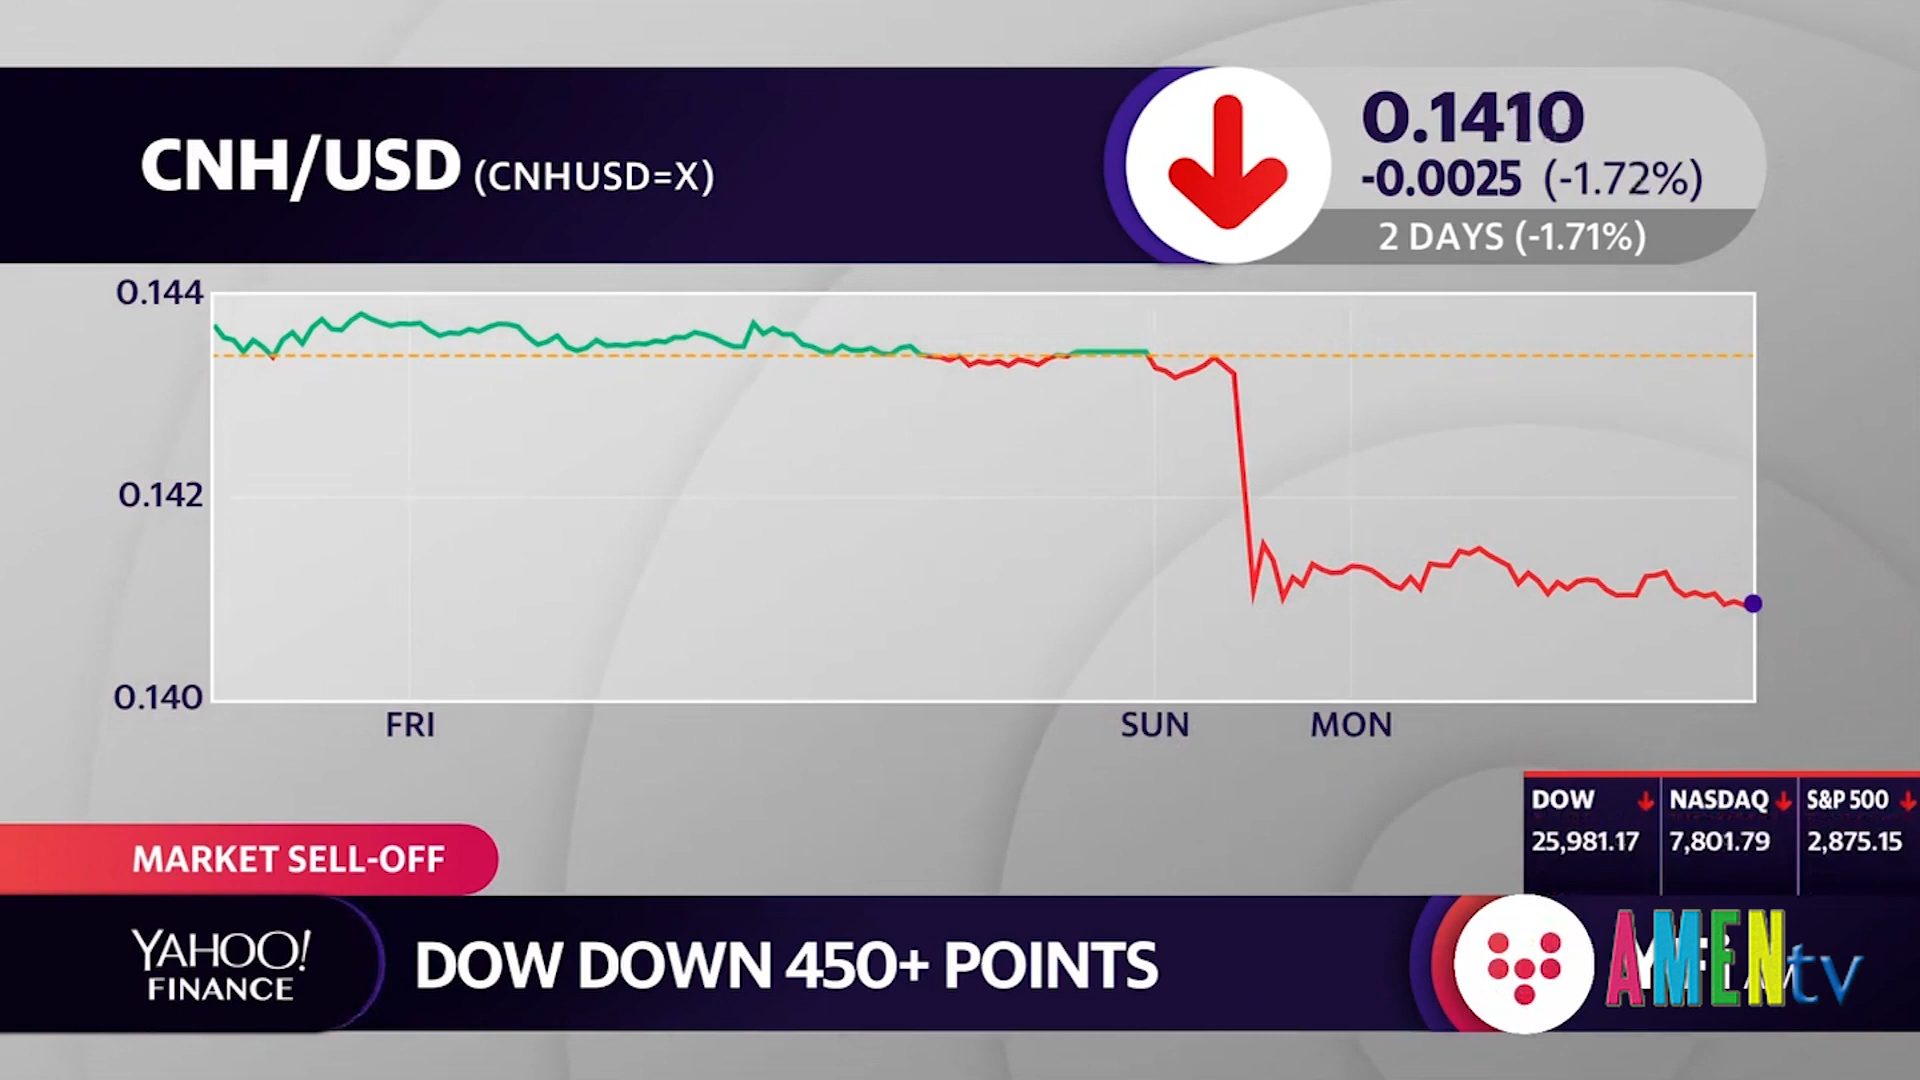 CNH/USD (CNHUSD=X)
0.1410
-0.0025 (-1.72%)
2 DAYS (-1.71%)
0.144
0.142
0.140
FRI SUN MON
DOW NASDAQ S&P 500
25,981.17 7,801.79 2,875.15
MARKET SELL-OFF
YAHOO!
FINANCE
DOW DOWN 450+ POINTS
AMENtv